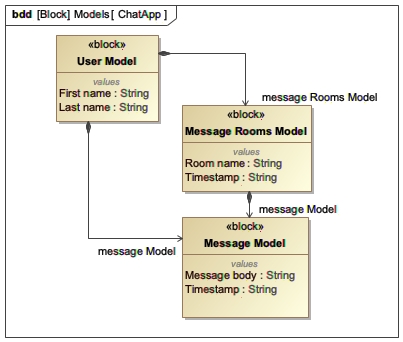 bdd [Block] Models[ ChatApp ]
«block»
User Model
values
First name : String
Last name : String
message Rooms Model
«block»
Message Rooms Model
values
Room name : String
Timestamp : String
message Model
«block»
Message Model
values
Message body : String
Timestamp : String
message Model